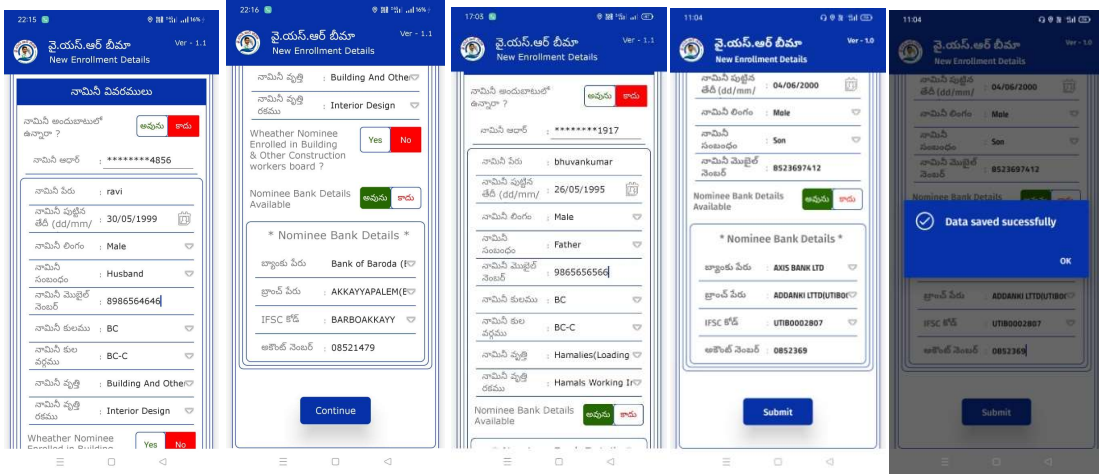 22:15
వై.యస్.ఆర్ బీమా
Ver - 1.1
New Enrollment Details
నామినీ వివరములు
నామినీ అందుబాటులో
ఉన్నారా ?
అవును
కాదు
నామినీ ఆధార్ : ********4856
నామినీ పేరు : ravi
నామినీ పుట్టిన
తేదీ (dd/mm/ : 30/05/1999
నామినీ లింగం : Male
నామినీ
సంబంధం : Husband
నామినీ మొబైల్
నెంబర్ : 8986564646
నామినీ కులము : BC
నామినీ కుల
వర్గము : BC-C
నామినీ వృత్తి : Building And Other
నామినీ వృత్తి
రకము : Interior Design
Wheather Nominee
Enrolled in Building
Yes
No
22:16
వై.యస్.ఆర్ బీమా
Ver - 1.1
New Enrollment Details
నామినీ వృత్తి : Building And Other
నామినీ వృత్తి
రకము : Interior Design
Wheather Nominee
Enrolled in Building
& Other Construction
workers board ?
Yes
No
Nominee Bank Details
Available
అవును
కాదు
* Nominee Bank Details *
బ్యాంకు పేరు Bank of Baroda (
బ్రాంచ్ పేరు : AKKAYYAPALEM(
IFSC కోడ్ : BARBOAKKAYY
అకౌంట్ నెంబర్ : 08521479
Continue
17:05
వై.యస్.ఆర్ బీమా
Ver - 1.1
New Enrollment Details
నామినీ అందుబాటులో
ఉన్నారా ?
అవును
కాదు
నామినీ ఆధార్ : ********1917
నామినీ పేరు : bhuvankumar
నామినీ పుట్టిన
తేదీ (dd/mm/ : 26/05/1995
నామినీ లింగం : Male
నామినీ
సంబంధం : Father
నామినీ మొబైల్
నెంబర్ : 9865656566
నామినీ కులము : BC
నామినీ కుల
వర్గము : BC-C
నామినీ వృత్తి : Hamalies(Loading
నామినీ వృత్తి
రకము : Hamals Working In
Nominee Bank Details
Available
అవును
కాదు
11:04
వై.యస్.ఆర్ బీమా
Ver - 1.0
New Enrollment Details
నామినీ పుట్టిన
తేదీ (dd/mm/ : 04/06/2000
నామినీ లింగం : Male
నామినీ
సంబంధం : Son
నామినీ మొబైల్
నెంబర్ : 8523697412
Nominee Bank Details
Available
అవును
కాదు
* Nominee Bank Details *
బ్యాంకు పేరు : AXIS BANK LTD
బ్రాంచ్ పేరు : ADDANKI LTTD(UTIB0
IFSC కోడ్ : UTIB0002807
అకౌంట్ నెంబర్ : 0852369
Submit
11:04
వై.యస్.ఆర్ బీమా
Ver - 1.0
New Enrollment Details
నామినీ పుట్టిన
తేదీ (dd/mm/ : 04/06/2000
నామినీ లింగం : Male
నామినీ
సంబంధం : Son
నామినీ మొబైల్
నెంబర్ : 8523697412
Nominee Bank Details
Data saved sucessfully
OK
బ్రాంచ్ పేరు : ADDANKI LTTD(UTIB0
IFSC కోడ్ : UTIB0002807
అకౌంట్ నెంబర్ : 0852369
Submit